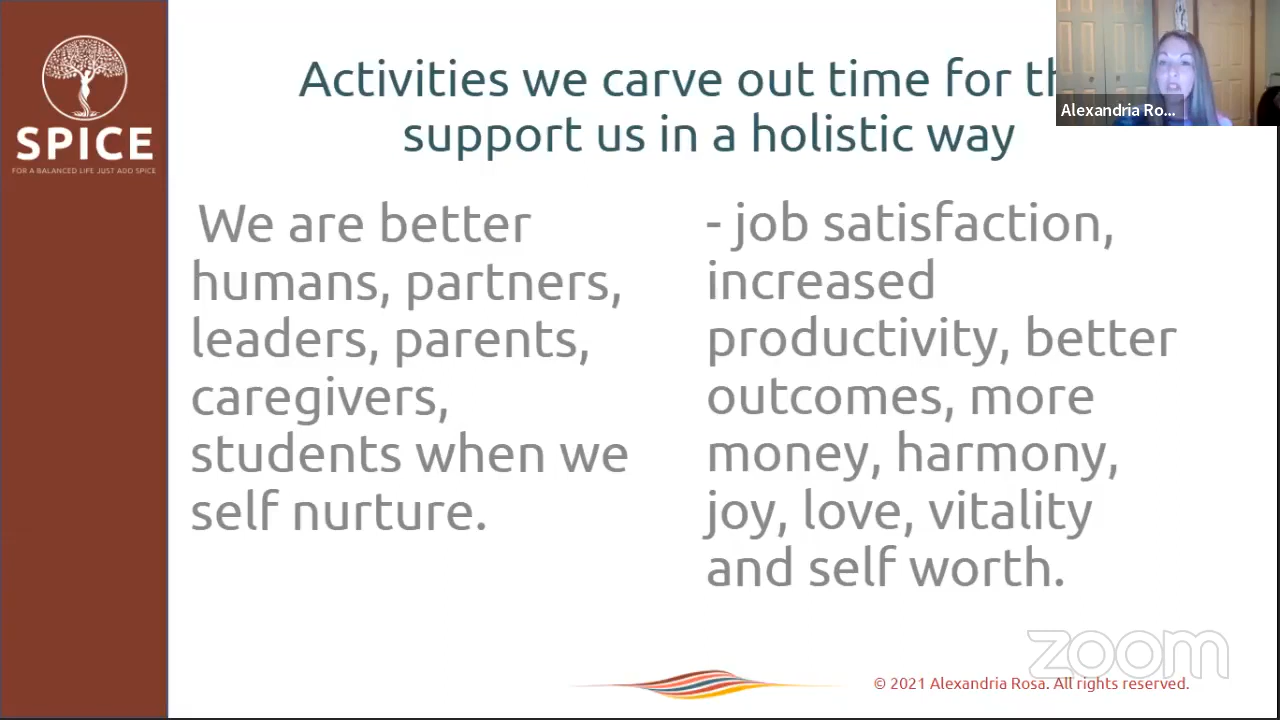 SPICE
FOR A BALANCED LIFE JUST ADD SPICE
Activities we carve out time for th
support us in a holistic way
Alexandria Ro...
We are better
humans, partners,
leaders, parents,
caregivers,
students when we
self nurture.
- job satisfaction,
increased
productivity, better
outcomes, more
money, harmony,
joy, love, vitality
and self worth.
zoom
© 2021 Alexandria Rosa. All rights reserved.